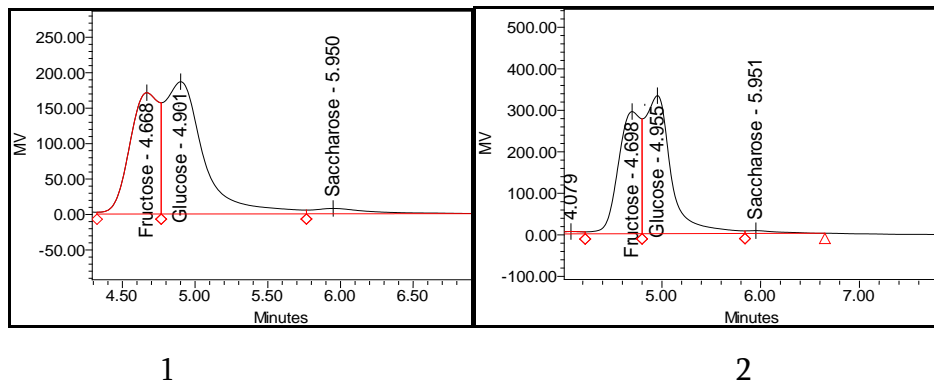 250.00
200.00
150.00
100.00
50.00
0.00
-50.00
MV
Fructose - 4.668
Glucose - 4.901
Saccharose - 5.950
4.50
5.00
5.50
6.00
6.50
Minutes
1
500.00
400.00
300.00
200.00
100.00
0.00
-100.00
MV
4.079
Fructose - 4.698
Glucose - 4.955
Saccharose - 5.951
5.00
6.00
7.00
Minutes
2